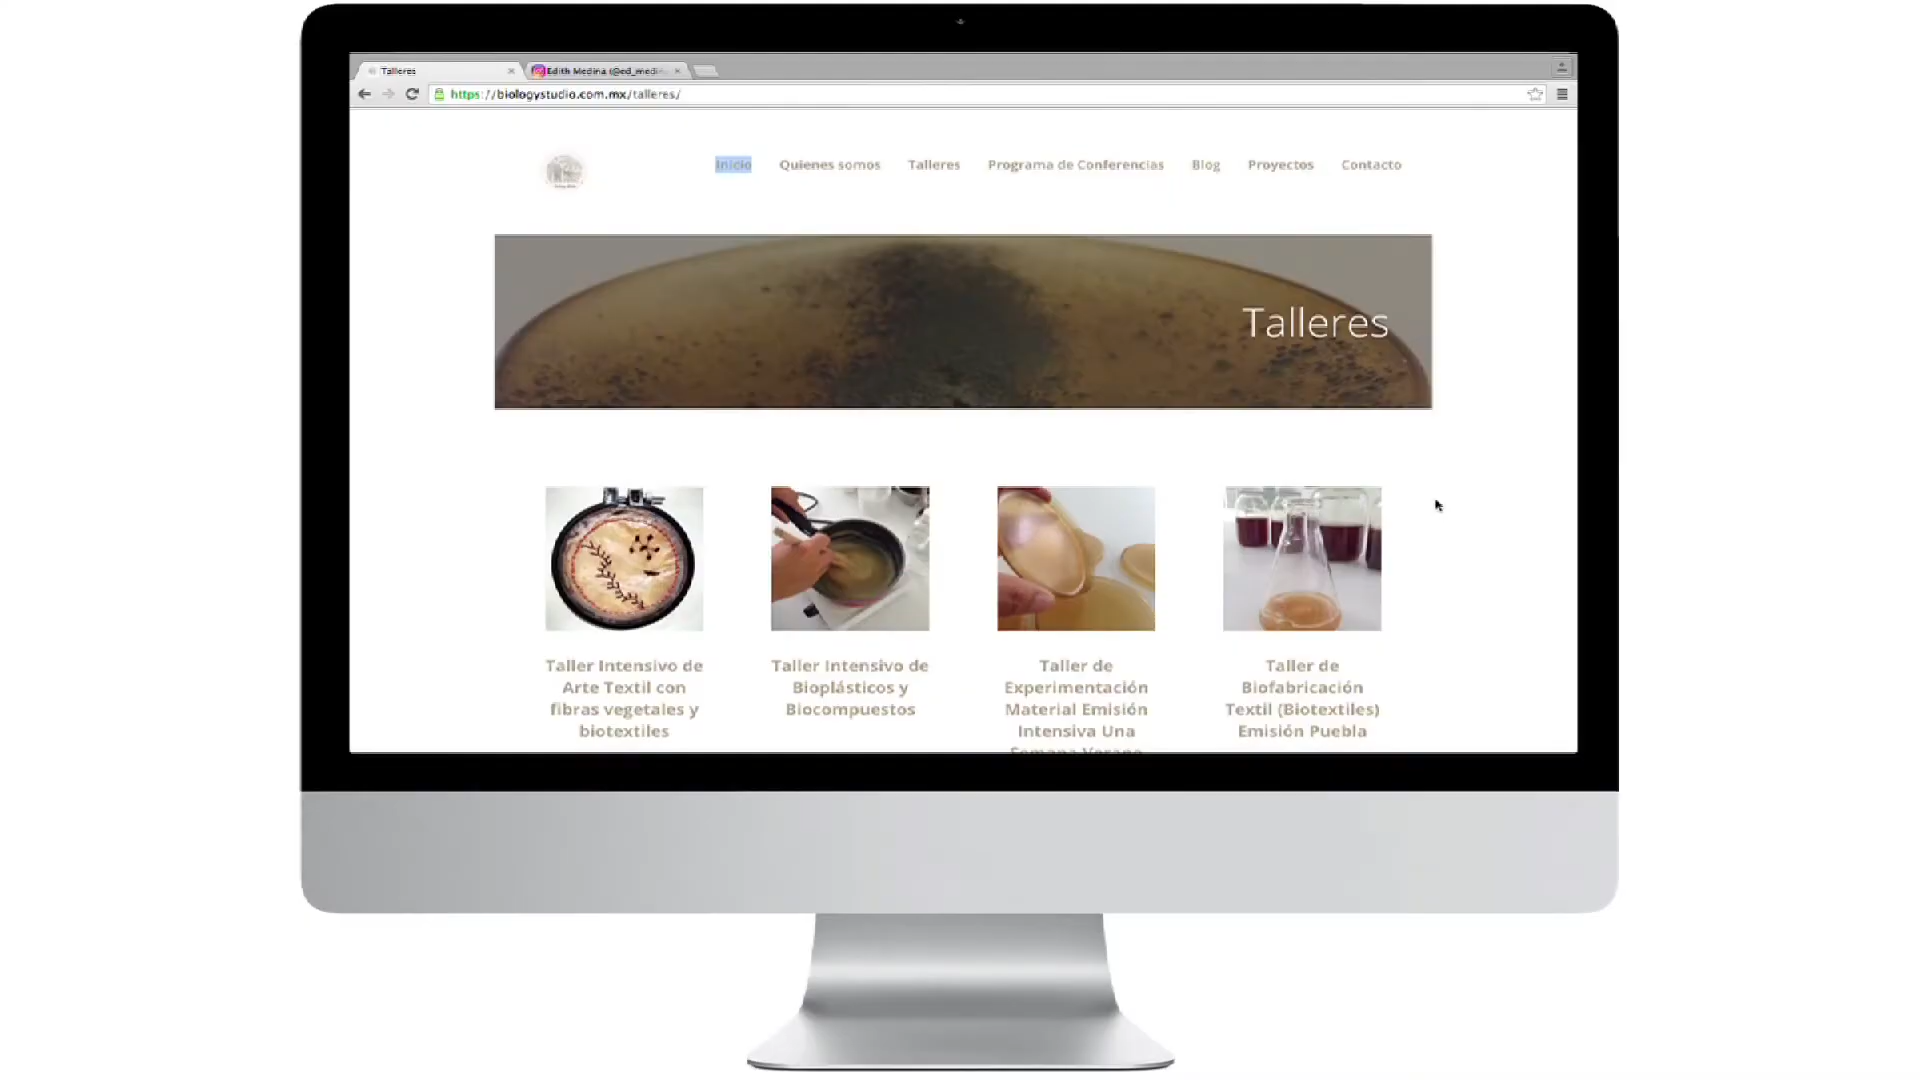 Talleres
Edith Medina (@ed_medin
https://biologystudio.com.mx/talleres/
Inicio Quienes somos Talleres Programa de Conferencias Blog Proyectos Contacto
Talleres
Taller Intensivo de
Arte Textil con
fibras vegetales y
biotextiles
Taller Intensivo de
Bioplásticos y
Biocompuestos
Taller de
Experimentación
Material Emisión
Intensiva Una
Semana Verano
Taller de
Biofabricación
Textil (Biotextiles)
Emisión Puebla